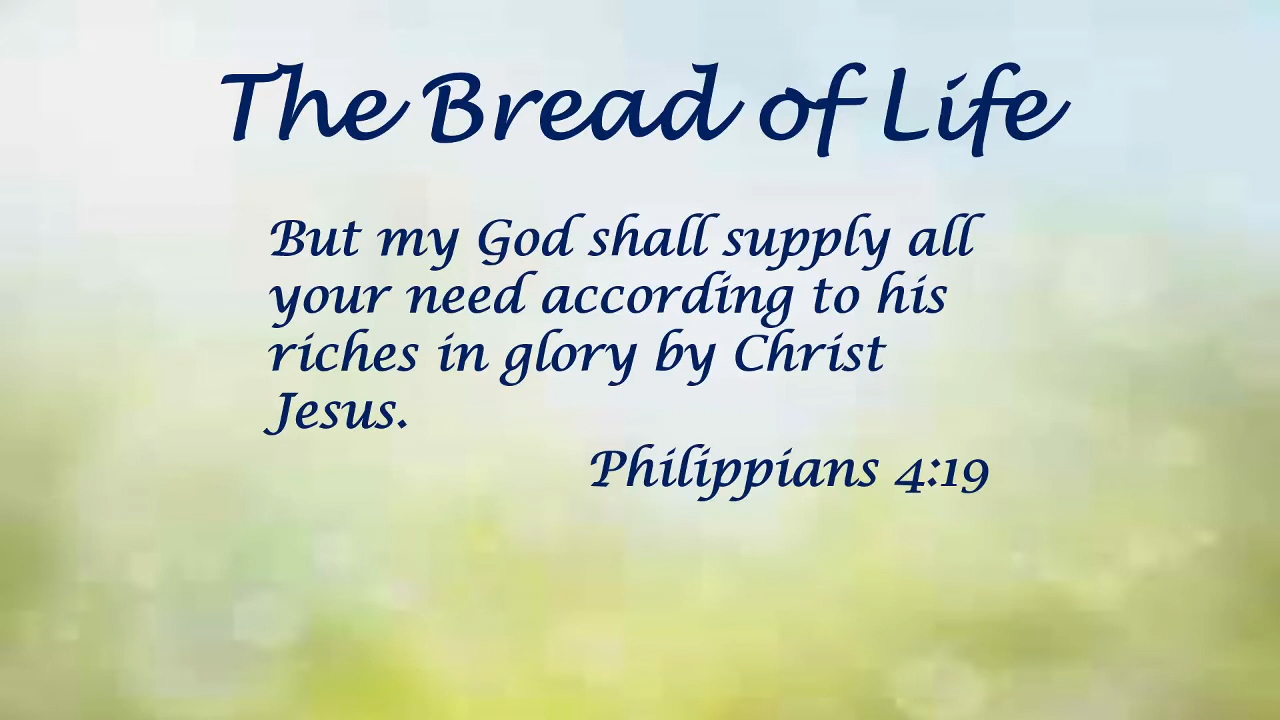 The Bread of Life
But my God shall supply all
your need according to his
riches in glory by Christ
Jesus.
Philippians 4:19